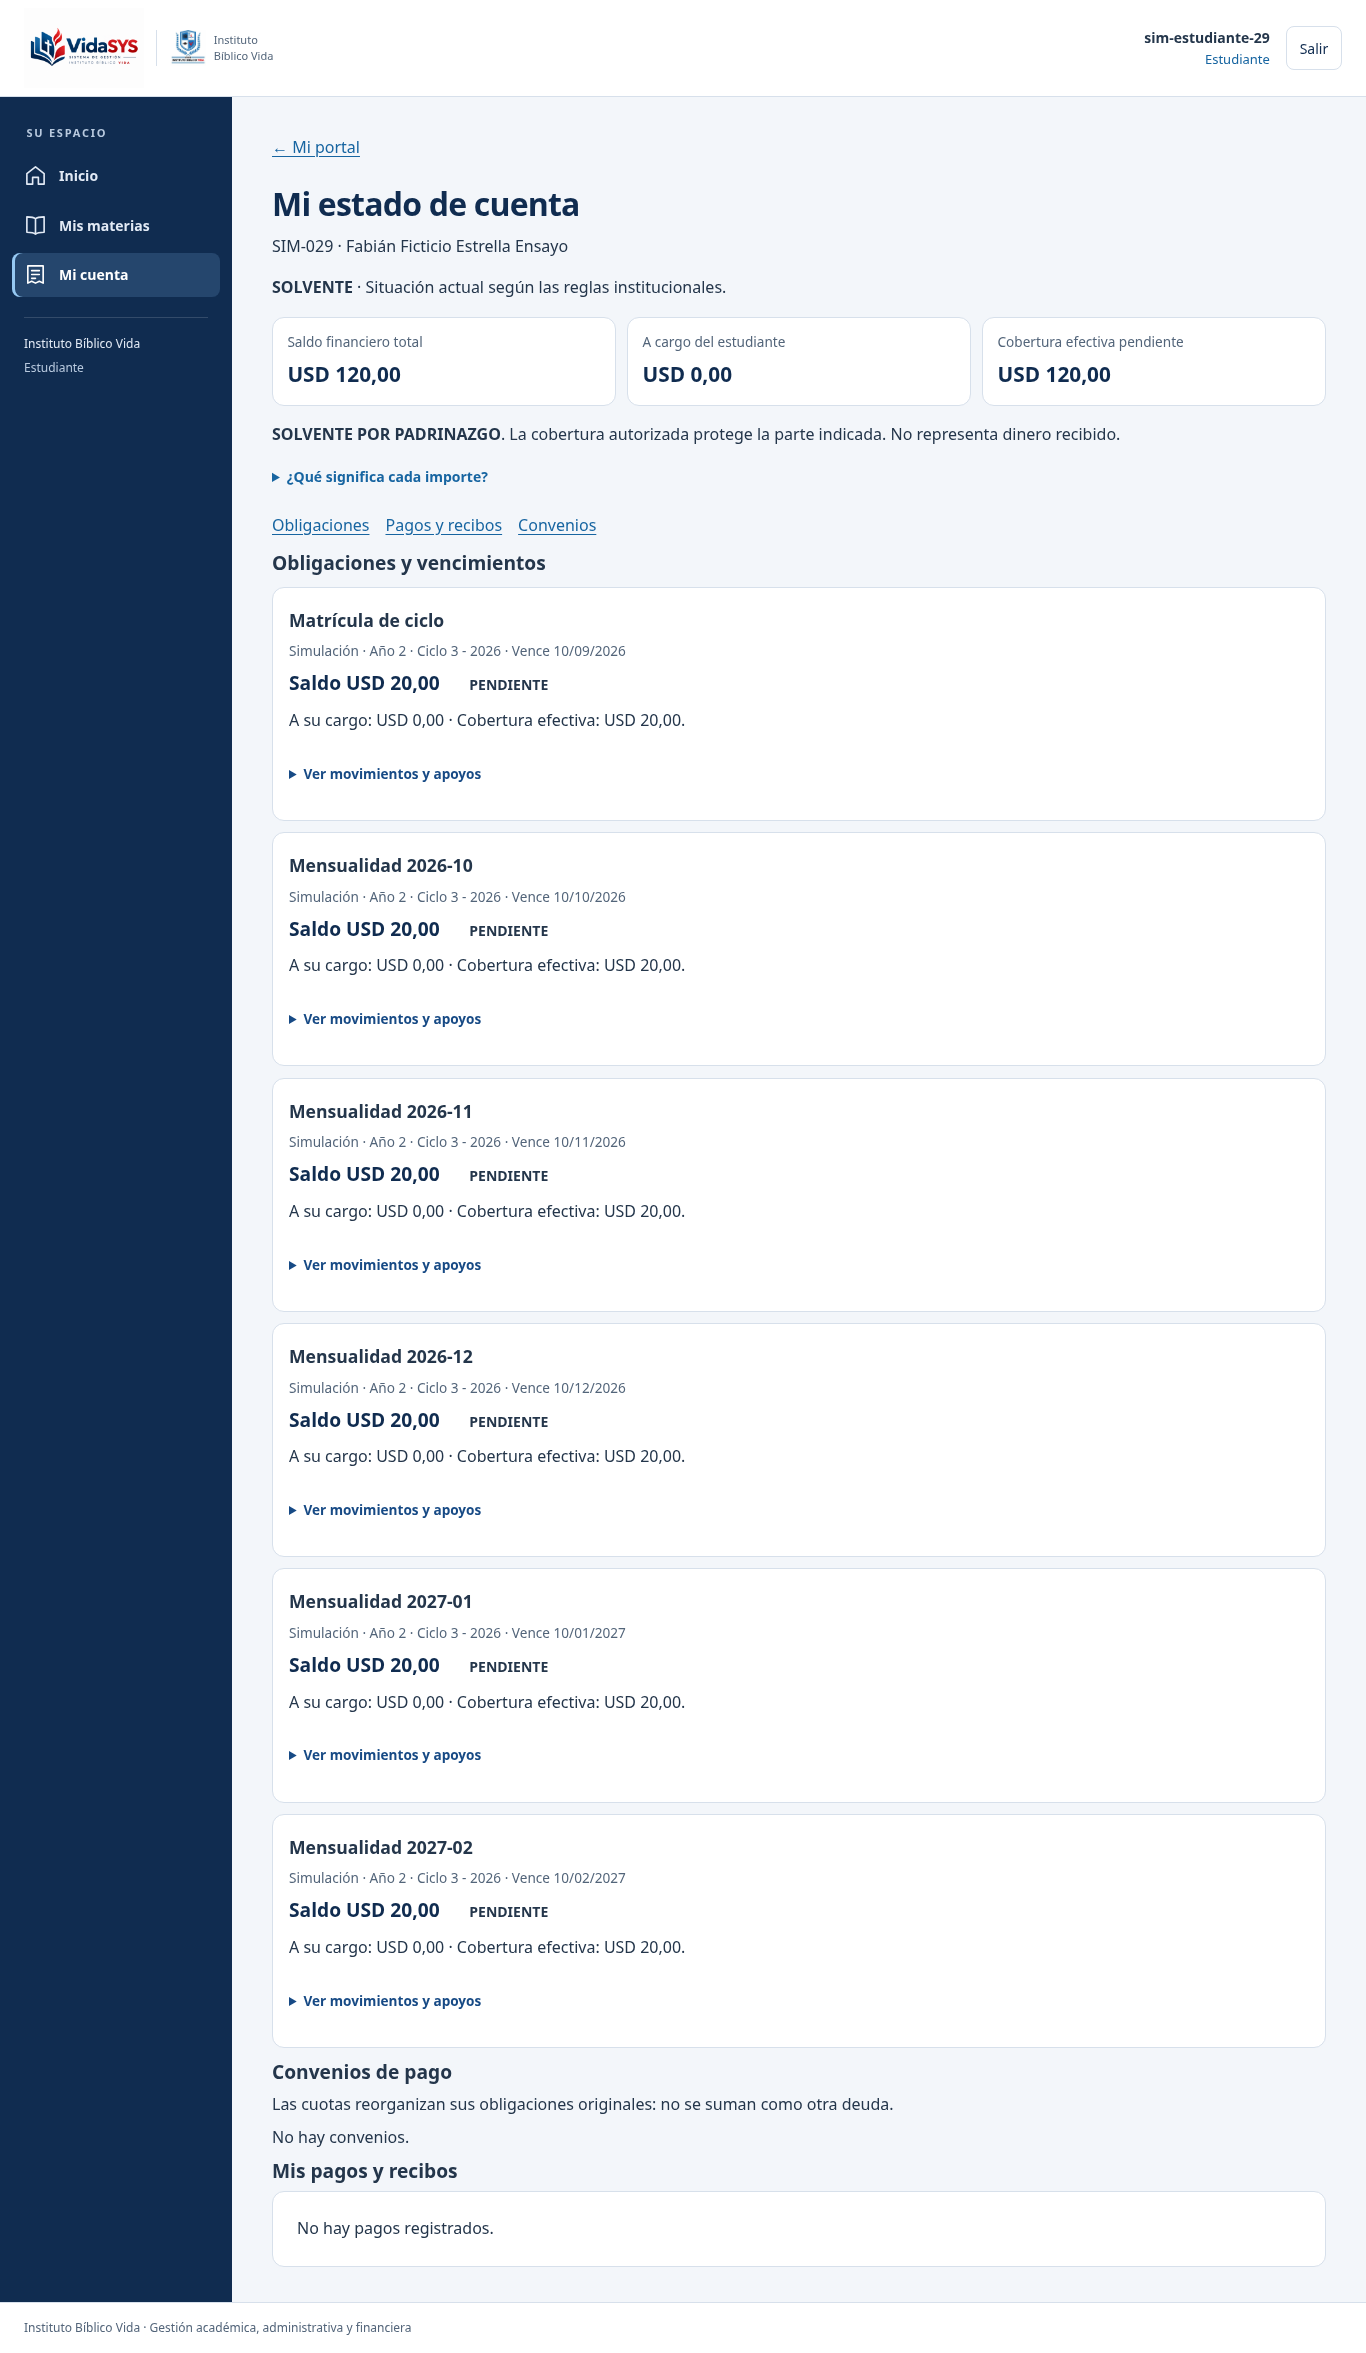 VidaSYS
SISTEMA DE GESTIÓN
INSTITUTO BÍBLICO VIDA
Instituto
Bíblico Vida
sim-estudiante-29
Estudiante
Salir
SU ESPACIO
Inicio
Mis materias
Mi cuenta
Instituto Bíblico Vida
Estudiante
← Mi portal
Mi estado de cuenta
SIM-029 · Fabián Ficticio Estrella Ensayo
SOLVENTE · Situación actual según las reglas institucionales.
Saldo financiero total
USD 120,00
A cargo del estudiante
USD 0,00
Cobertura efectiva pendiente
USD 120,00
SOLVENTE POR PADRINAZGO. La cobertura autorizada protege la parte indicada. No representa dinero recibido.
▶ ¿Qué significa cada importe?
Obligaciones Pagos y recibos Convenios
Obligaciones y vencimientos
Matrícula de ciclo
Simulación · Año 2 · Ciclo 3 - 2026 · Vence 10/09/2026
Saldo USD 20,00 PENDIENTE
A su cargo: USD 0,00 · Cobertura efectiva: USD 20,00.
▶ Ver movimientos y apoyos
Mensualidad 2026-10
Simulación · Año 2 · Ciclo 3 - 2026 · Vence 10/10/2026
Saldo USD 20,00 PENDIENTE
A su cargo: USD 0,00 · Cobertura efectiva: USD 20,00.
▶ Ver movimientos y apoyos
Mensualidad 2026-11
Simulación · Año 2 · Ciclo 3 - 2026 · Vence 10/11/2026
Saldo USD 20,00 PENDIENTE
A su cargo: USD 0,00 · Cobertura efectiva: USD 20,00.
▶ Ver movimientos y apoyos
Mensualidad 2026-12
Simulación · Año 2 · Ciclo 3 - 2026 · Vence 10/12/2026
Saldo USD 20,00 PENDIENTE
A su cargo: USD 0,00 · Cobertura efectiva: USD 20,00.
▶ Ver movimientos y apoyos
Mensualidad 2027-01
Simulación · Año 2 · Ciclo 3 - 2026 · Vence 10/01/2027
Saldo USD 20,00 PENDIENTE
A su cargo: USD 0,00 · Cobertura efectiva: USD 20,00.
▶ Ver movimientos y apoyos
Mensualidad 2027-02
Simulación · Año 2 · Ciclo 3 - 2026 · Vence 10/02/2027
Saldo USD 20,00 PENDIENTE
A su cargo: USD 0,00 · Cobertura efectiva: USD 20,00.
▶ Ver movimientos y apoyos
Convenios de pago
Las cuotas reorganizan sus obligaciones originales: no se suman como otra deuda.
No hay convenios.
Mis pagos y recibos
No hay pagos registrados.
Instituto Bíblico Vida · Gestión académica, administrativa y financiera